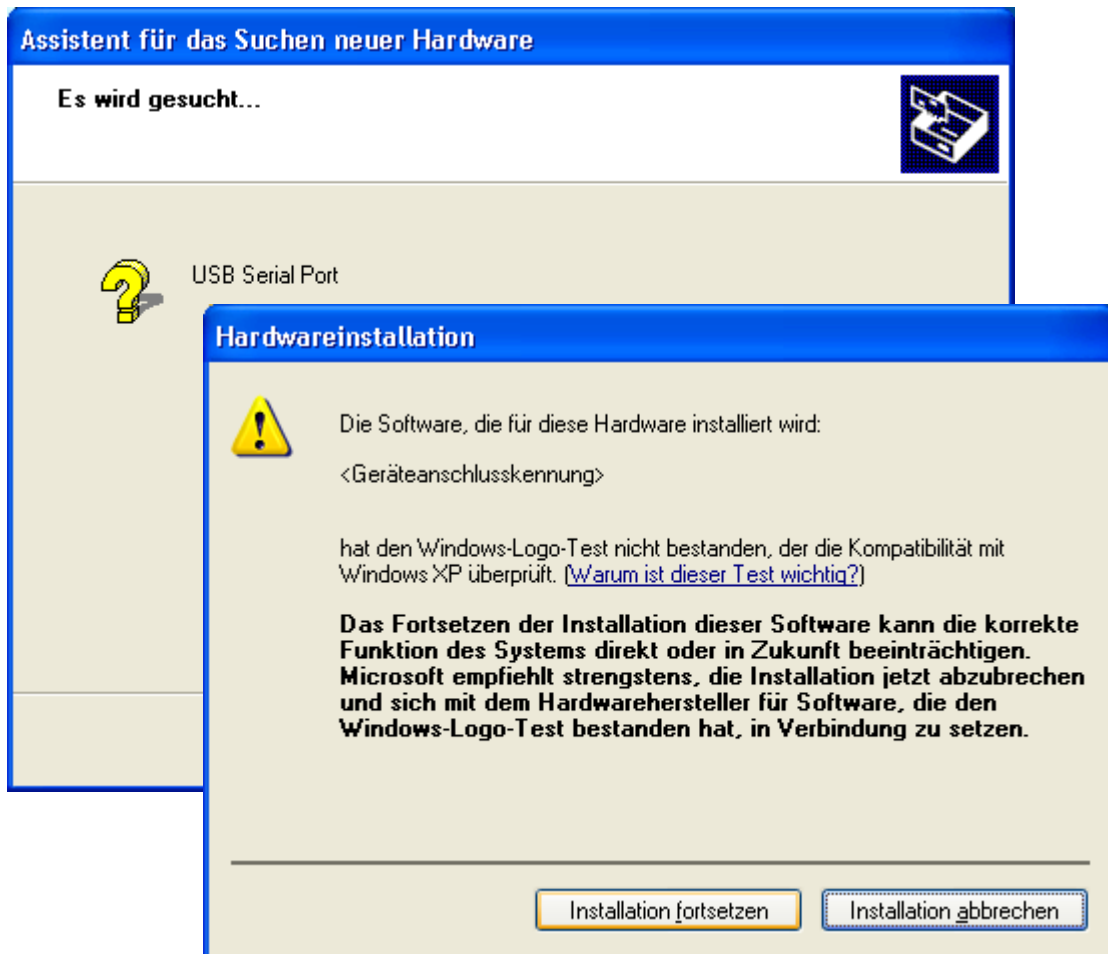 Assistent für das Suchen neuer Hardware
Es wird gesucht...
USB Serial Port
Hardwareinstallation
Die Software, die für diese Hardware installiert wird:
<Geräteanschlusskennung>
hat den Windows-Logo-Test nicht bestanden, der die Kompatibilität mit
Windows XP überprüft. (Warum ist dieser Test wichtig?)
Das Fortsetzen der Installation dieser Software kann die korrekte
Funktion des Systems direkt oder in Zukunft beeinträchtigen.
Microsoft empfiehlt strengstens, die Installation jetzt abzubrechen
und sich mit dem Hardwarehersteller für Software, die den
Windows-Logo-Test bestanden hat, in Verbindung zu setzen.
Installation fortsetzen
Installation abbrechen